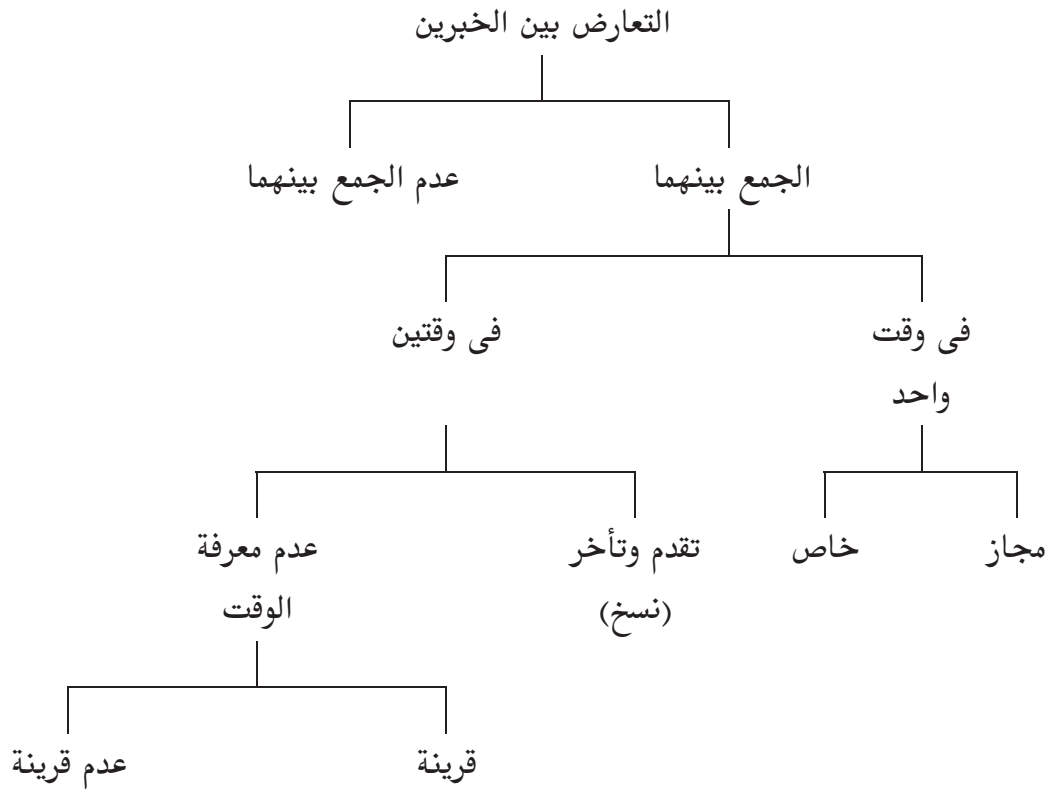 التعارض بين الخبرين
الجمع بينهما
عدم الجمع بينهما
فى وقت
واحد
فى وقتين
مجاز
خاص
تقدم وتأخر
(نسخ)
عدم معرفة
الوقت
قرينة
عدم قرينة